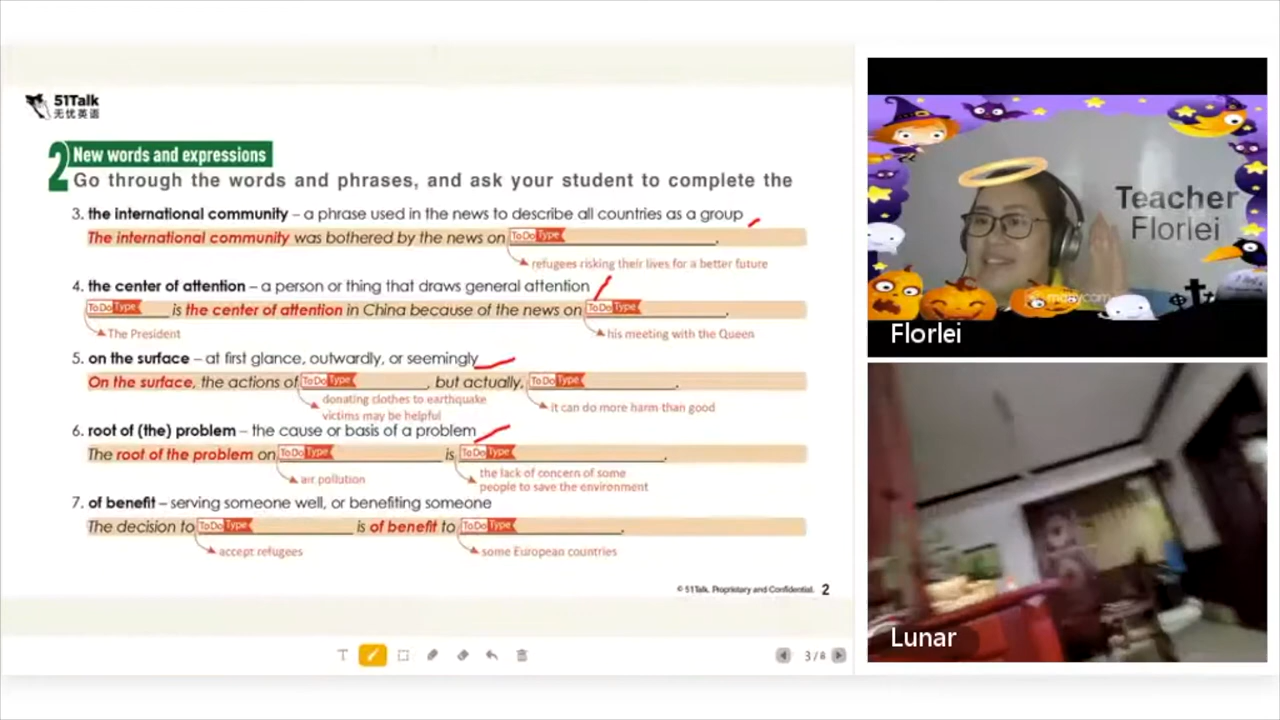 51Talk
无忧英语
2 New words and expressions
Go through the words and phrases, and ask your student to complete the
3. the international community – a phrase used in the news to describe all countries as a group
The international community was bothered by the news on ToDo Type ____________.
refugees risking their lives for a better future
4. the center of attention – a person or thing that draws general attention
ToDo Type ____ is the center of attention in China because of the news on ToDo Type ____________.
The President
his meeting with the Queen
5. on the surface – at first glance, outwardly, or seemingly
On the surface, the actions of ToDo Type ________, but actually, ToDo Type ____________.
donating clothes to earthquake
victims may be helpful
it can do more harm than good
6. root of (the) problem – the cause or basis of a problem
The root of the problem on ToDo Type ____________ is ToDo Type ____________.
air pollution
the lack of concern of some
people to save the environment
7. of benefit – serving someone well, or benefiting someone
The decision to ToDo Type ____________ is of benefit to ToDo Type ____________.
accept refugees
some European countries
© 51Talk, Proprietary and Confidential. 2
T
3/8
Teacher
Florlei
manycam
Florlei
Lunar